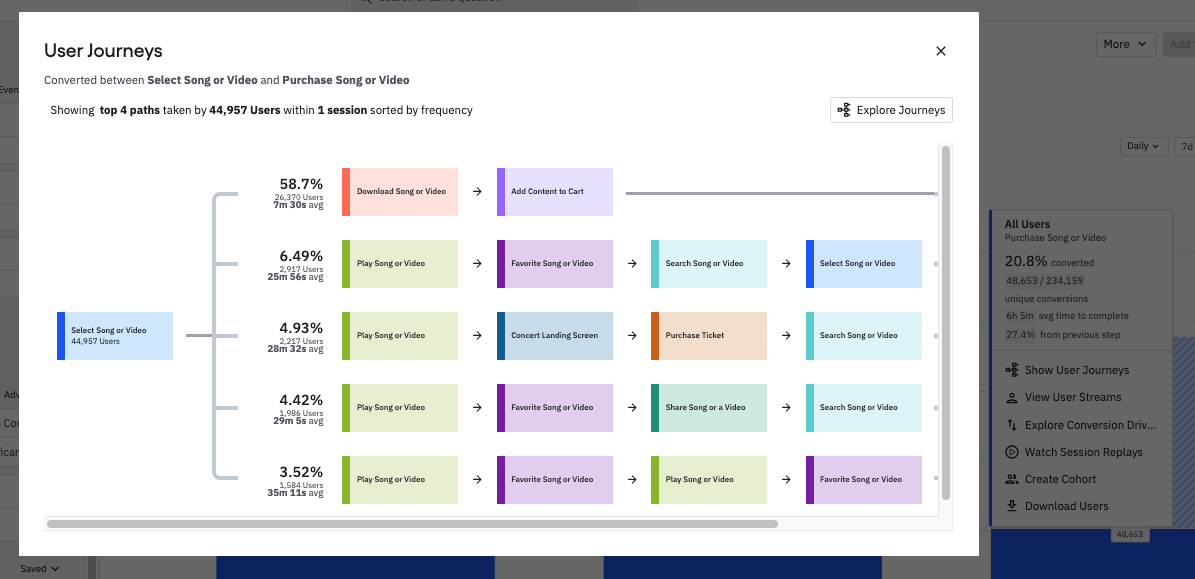 Search or ask a question
User Journeys
More
Add
Converted between Select Song or Video and Purchase Song or Video
Showing top 4 paths taken by 44,957 Users within 1 session sorted by frequency
Explore Journeys
Daily
7d
58.7%
26,370 Users
7m 30s avg
Download Song or Video
Add Content to Cart
6.49%
2,917 Users
25m 56s avg
Play Song or Video
Favorite Song or Video
Search Song or Video
Select Song or Video
Select Song or Video
44,957 Users
4.93%
2,217 Users
28m 32s avg
Play Song or Video
Concert Landing Screen
Purchase Ticket
Search Song or Video
4.42%
1,986 Users
29m 5s avg
Play Song or Video
Favorite Song or Video
Share Song or a Video
Search Song or Video
3.52%
1,584 Users
35m 11s avg
Play Song or Video
Favorite Song or Video
Play Song or Video
Favorite Song or Video
All Users
Purchase Song or Video
20.8% converted
48,653 / 234,159
unique conversions
6h 5m avg time to complete
27.4% from previous step
Show User Journeys
View User Streams
Explore Conversion Driv...
Watch Session Replays
Create Cohort
Download Users
48,653
Saved